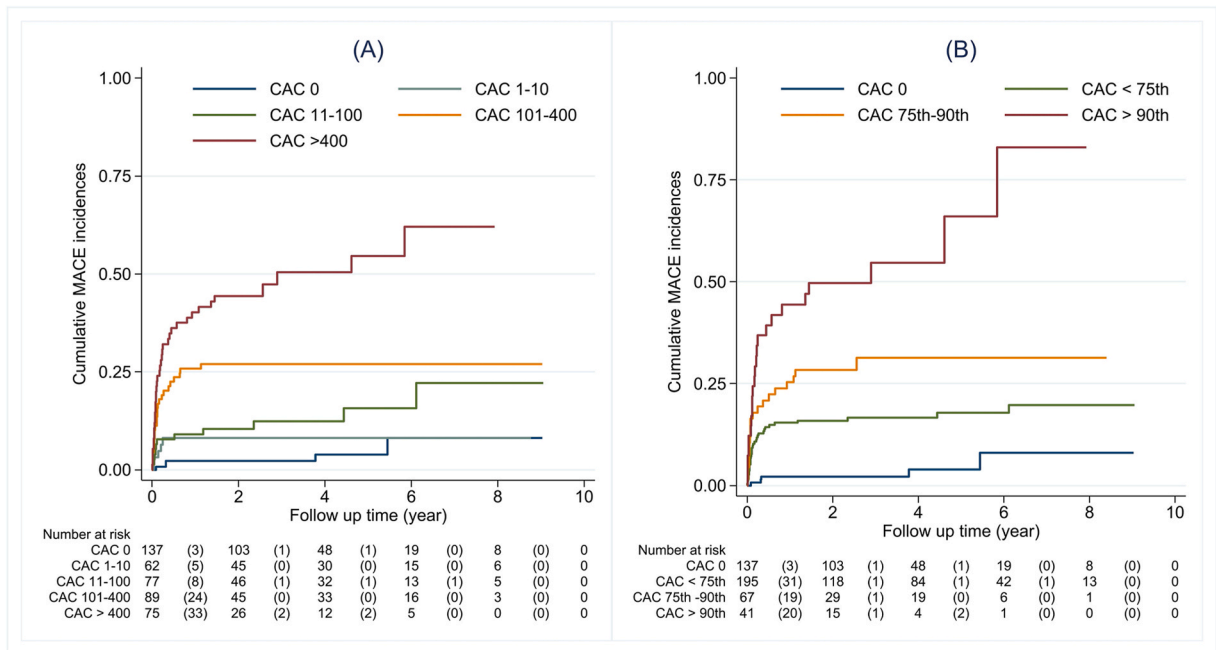 (A)
1.00
CAC 0 CAC 1-10
CAC 11-100 CAC 101-400
CAC >400
0.75
0.50
0.25
0.00
Cumulative MACE incidences
0 2 4 6 8 10
Follow up time (year)
Number at risk
CAC 0 137 (3) 103 (1) 48 (1) 19 (0) 8 (0) 0
CAC 1-10 62 (5) 45 (0) 30 (0) 15 (0) 6 (0) 0
CAC 11-100 77 (8) 46 (1) 32 (1) 13 (1) 5 (0) 0
CAC 101-400 89 (24) 45 (0) 33 (0) 16 (0) 3 (0) 0
CAC > 400 75 (33) 26 (2) 12 (2) 5 (0) 0 (0) 0
(B)
1.00
CAC 0 CAC < 75th
CAC 75th-90th CAC > 90th
0.75
0.50
0.25
0.00
Cumulative MACE incidences
0 2 4 6 8 10
Follow up time (year)
Number at risk
CAC 0 137 (3) 103 (1) 48 (1) 19 (0) 8 (0) 0
CAC < 75th 195 (31) 118 (1) 84 (1) 42 (1) 13 (0) 0
CAC 75th -90th 67 (19) 29 (1) 19 (0) 6 (0) 1 (0) 0
CAC > 90th 41 (20) 15 (1) 4 (2) 1 (0) 0 (0) 0